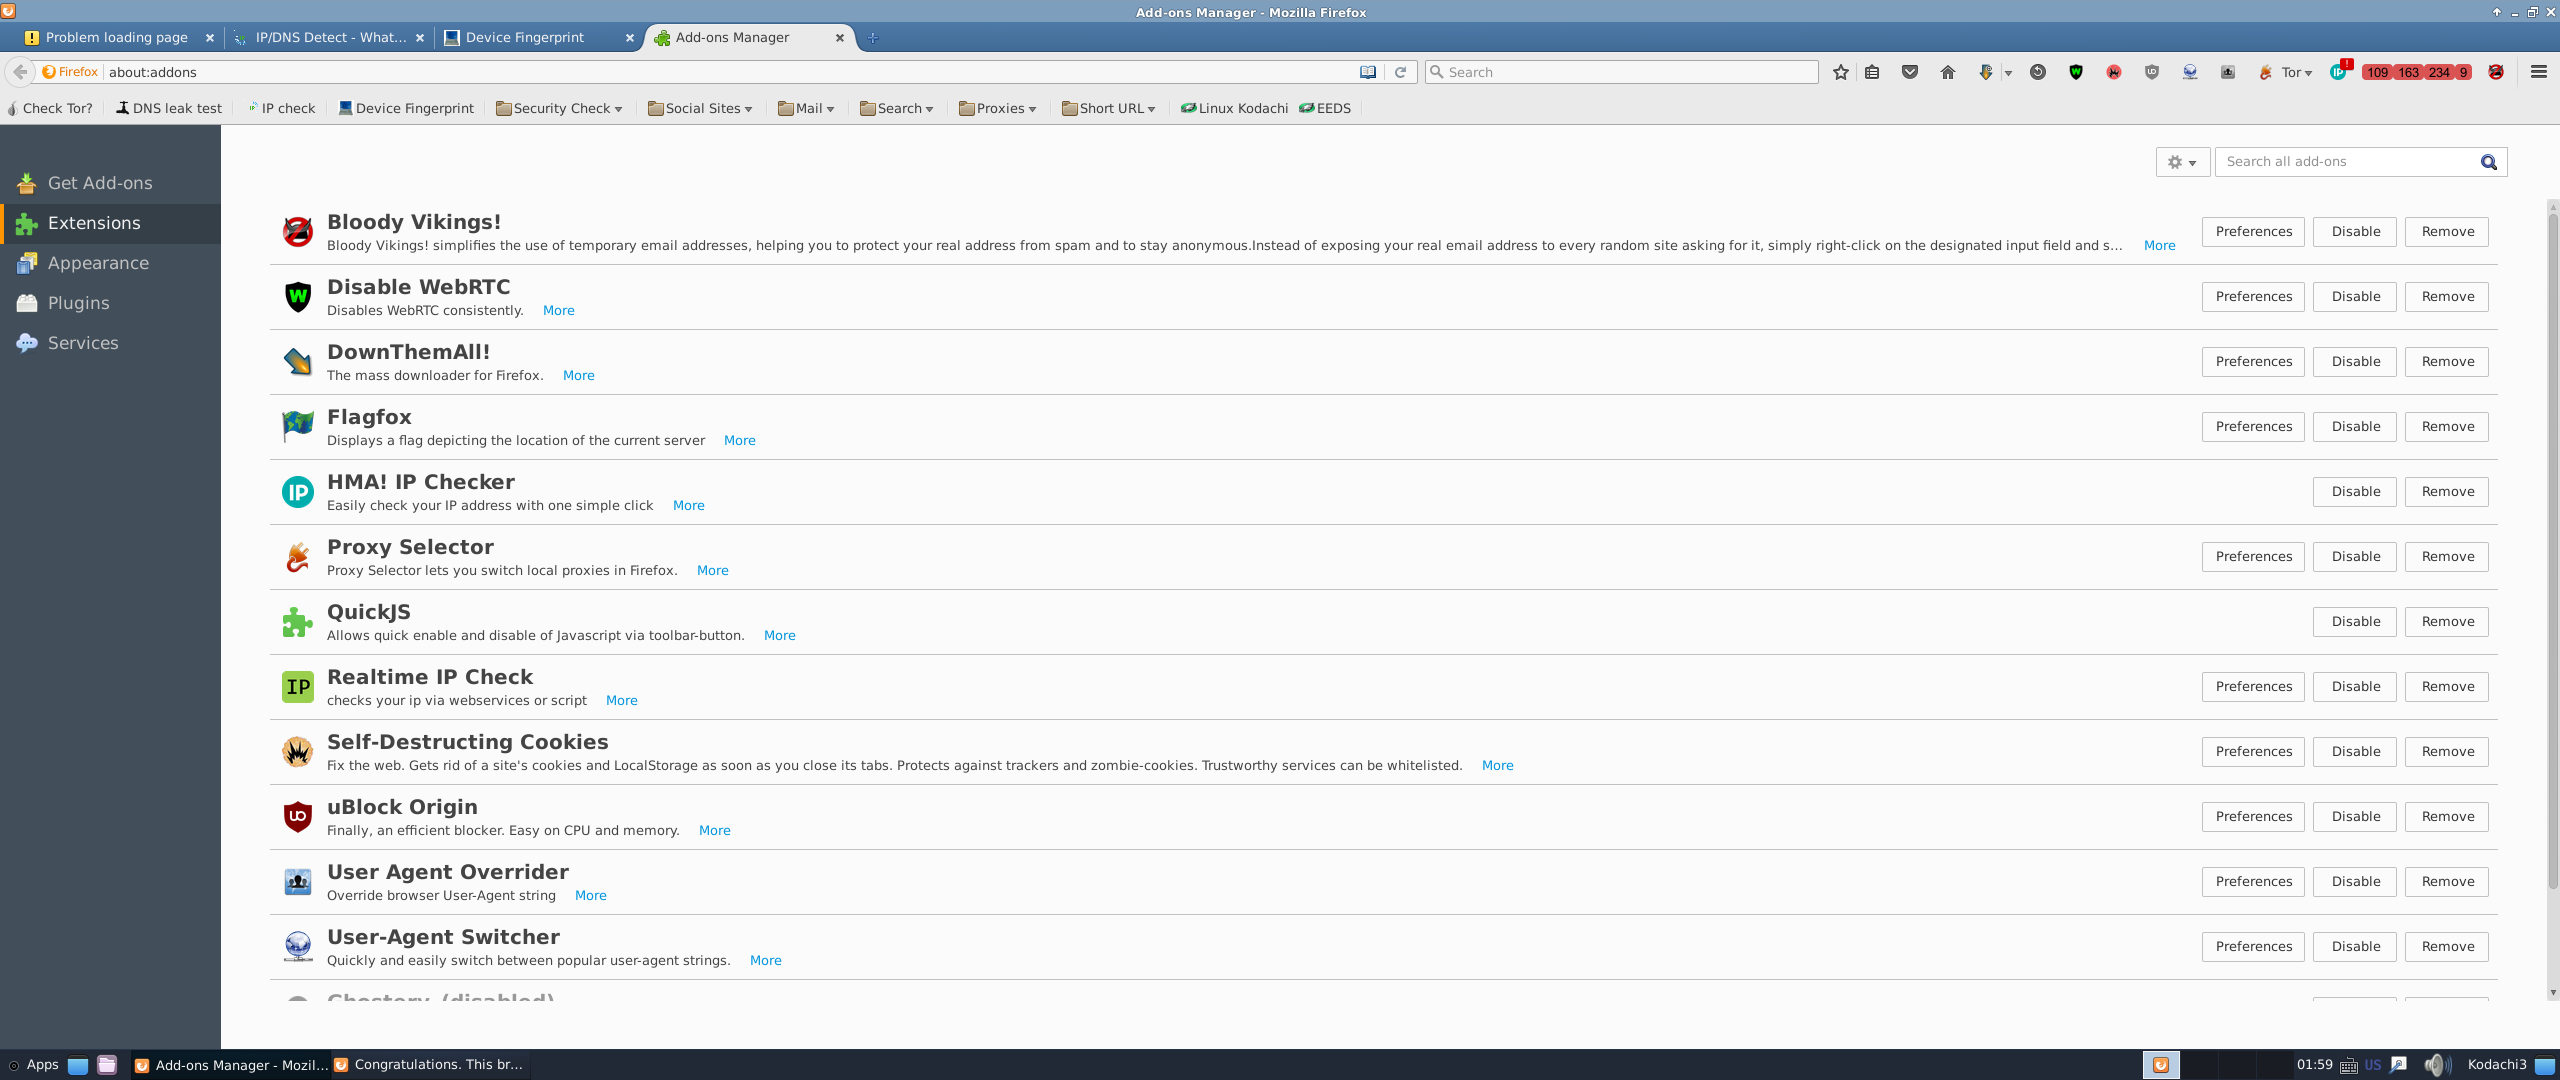 Add-ons Manager - Mozilla Firefox
Problem loading page
IP/DNS Detect - What...
Device Fingerprint
Add-ons Manager
Firefox about:addons
Search
Tor
IP
109 163 234 9
Check Tor? DNS leak test IP check Device Fingerprint Security Check Social Sites Mail Search Proxies Short URL Linux Kodachi EEDS
Get Add-ons
Extensions
Appearance
Plugins
Services
Search all add-ons
Bloody Vikings!
Bloody Vikings! simplifies the use of temporary email addresses, helping you to protect your real address from spam and to stay anonymous.Instead of exposing your real email address to every random site asking for it, simply right-click on the designated input field and s... More
Preferences Disable Remove
Disable WebRTC
Disables WebRTC consistently. More
Preferences Disable Remove
DownThemAll!
The mass downloader for Firefox. More
Preferences Disable Remove
Flagfox
Displays a flag depicting the location of the current server More
Preferences Disable Remove
IP
HMA! IP Checker
Easily check your IP address with one simple click More
Disable Remove
Proxy Selector
Proxy Selector lets you switch local proxies in Firefox. More
Preferences Disable Remove
QuickJS
Allows quick enable and disable of Javascript via toolbar-button. More
Disable Remove
IP
Realtime IP Check
checks your ip via webservices or script More
Preferences Disable Remove
Self-Destructing Cookies
Fix the web. Gets rid of a site's cookies and LocalStorage as soon as you close its tabs. Protects against trackers and zombie-cookies. Trustworthy services can be whitelisted. More
Preferences Disable Remove
uBlock Origin
Finally, an efficient blocker. Easy on CPU and memory. More
Preferences Disable Remove
User Agent Overrider
Override browser User-Agent string More
Preferences Disable Remove
User-Agent Switcher
Quickly and easily switch between popular user-agent strings. More
Preferences Disable Remove
Ghostery (disabled)
Apps
Add-ons Manager - Mozil...
Congratulations. This br...
01:59
US
Kodachi3